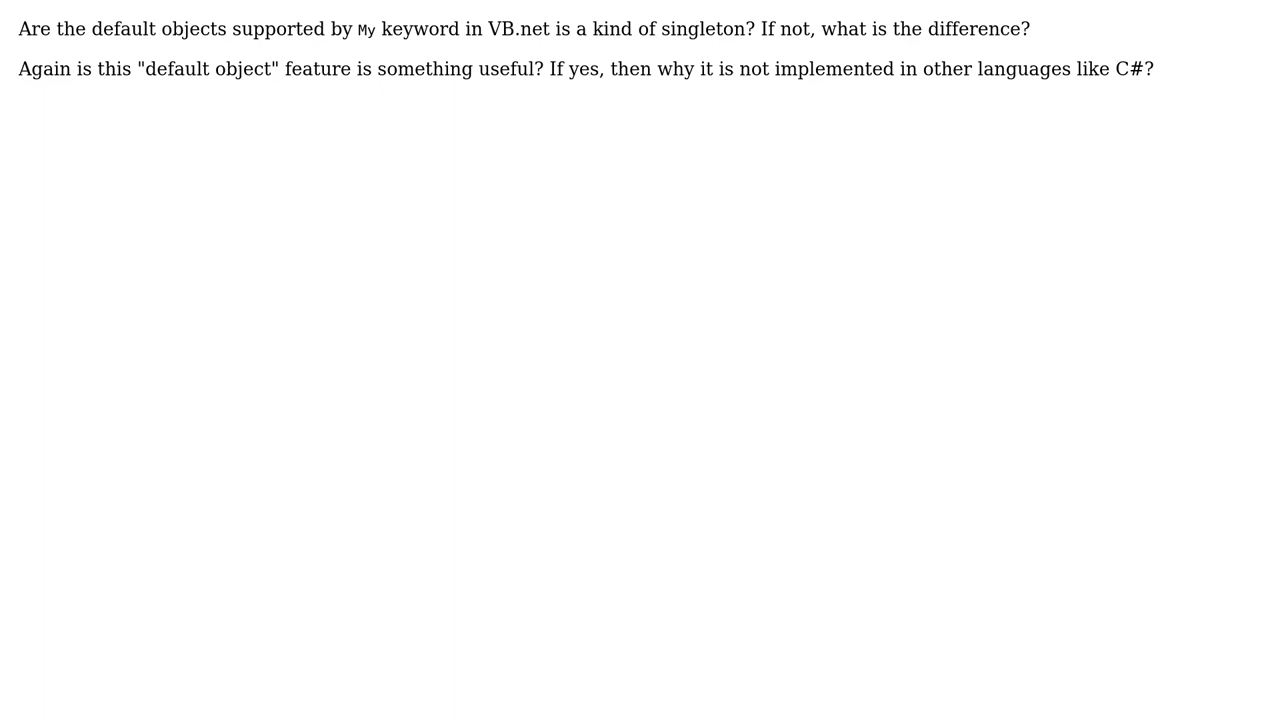 Are the default objects supported by My keyword in VB.net is a kind of singleton? If not, what is the difference?
Again is this "default object" feature is something useful? If yes, then why it is not implemented in other languages like C#?